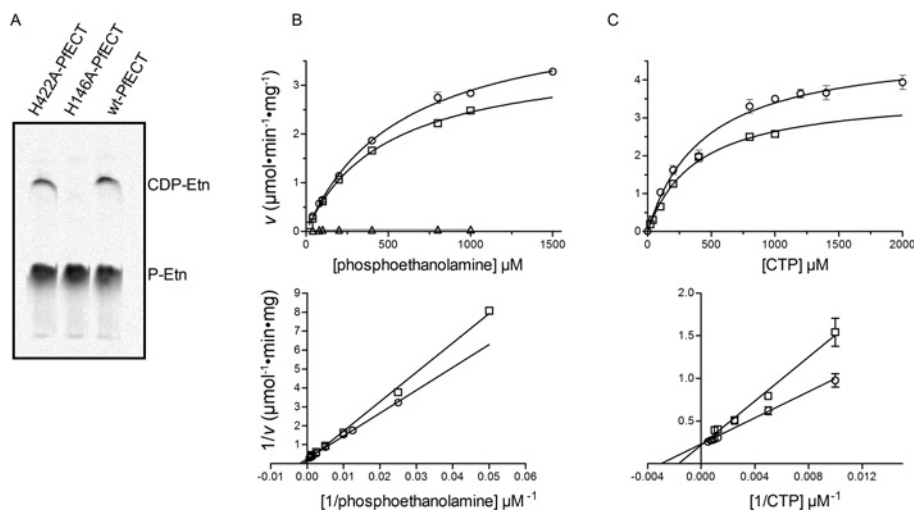 A
H422A-PfECT
H146A-PfECT
wt-PfECT
CDP-Etn
P-Etn
B
v (μmol•min⁻¹•mg⁻¹)
3
2
1
0
0 500 1000 1500
[phosphoethanolamine] μM
1/v (μmol⁻¹•min•mg)
9
8
7
6
5
4
3
2
1
-0.01 0.00 0.01 0.02 0.03 0.04 0.05 0.06
[1/phosphoethanolamine] μM⁻¹
C
5
4
3
2
1
0
0 500 1000 1500 2000
[CTP] μM
2.0
1.5
1.0
0.5
-0.004 0.000 0.004 0.008 0.012
[1/CTP] μM⁻¹